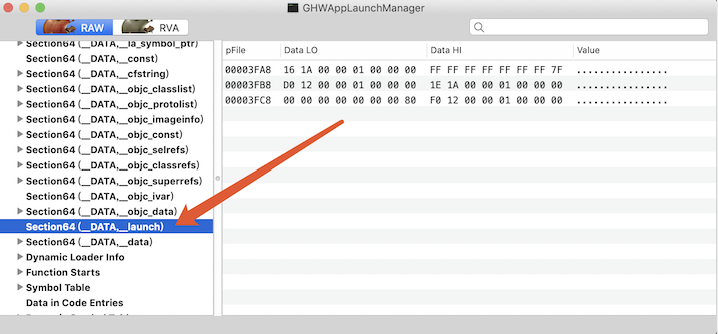 GHWAppLaunchManager
RAW RVA
Section64 (__DATA,__la_symbol_ptr)
Section64 (__DATA,__const)
Section64 (__DATA,__cfstring)
Section64 (__DATA,__objc_classlist)
Section64 (__DATA,__objc_protolist)
Section64 (__DATA,__objc_imageinfo)
Section64 (__DATA,__objc_const)
Section64 (__DATA,__objc_selrefs)
Section64 (__DATA,__objc_classrefs)
Section64 (__DATA,__objc_superrefs)
Section64 (__DATA,__objc_ivar)
Section64 (__DATA,__objc_data)
Section64 (__DATA,__launch)
Section64 (__DATA,__data)
Dynamic Loader Info
Function Starts
Symbol Table
Data in Code Entries
pFile Data LO Data HI Value
00003FA8 16 1A 00 00 01 00 00 00 FF FF FF FF FF FF FF 7F ................
00003FB8 D0 12 00 00 01 00 00 00 1E 1A 00 00 01 00 00 00 ................
00003FC8 00 00 00 00 00 00 00 80 F0 12 00 00 01 00 00 00 ................